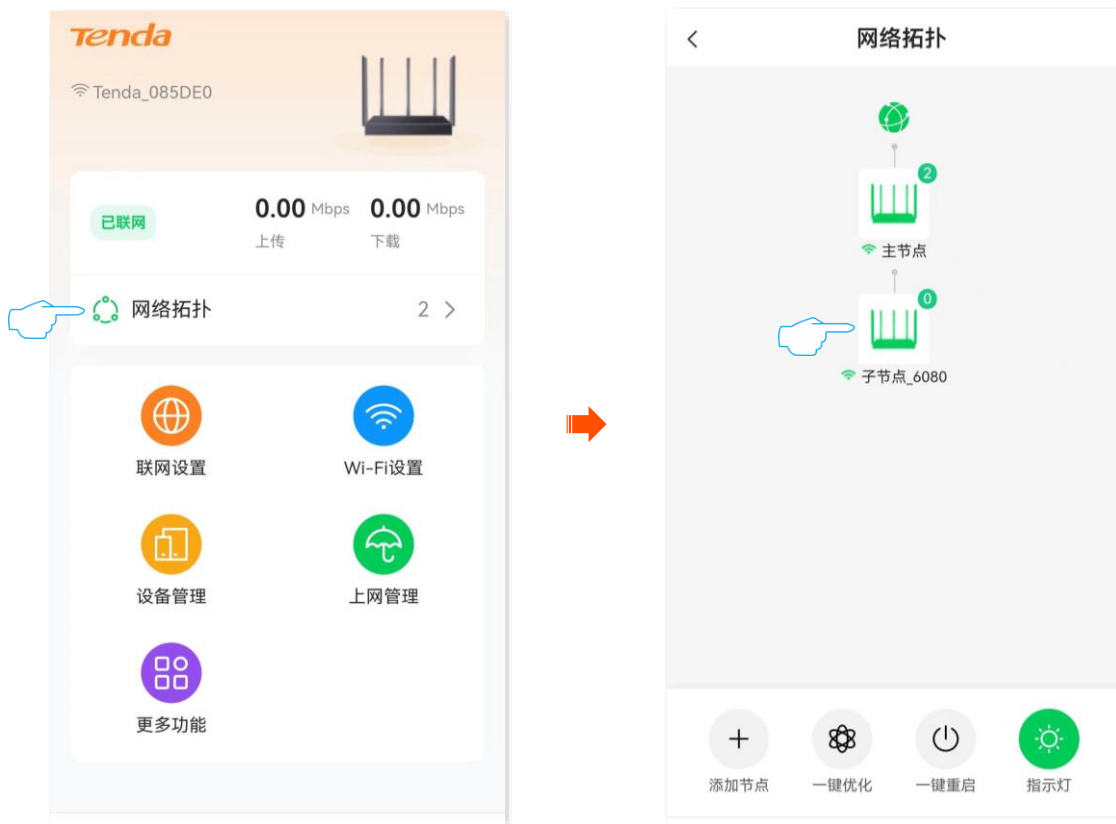 Tenda
Tenda_085DE0
已联网
0.00 Mbps 0.00 Mbps
上传 下载
网络拓扑 2
联网设置 Wi-Fi设置
设备管理 上网管理
更多功能
网络拓扑
2
主节点
0
子节点_6080
添加节点 一键优化 一键重启 指示灯